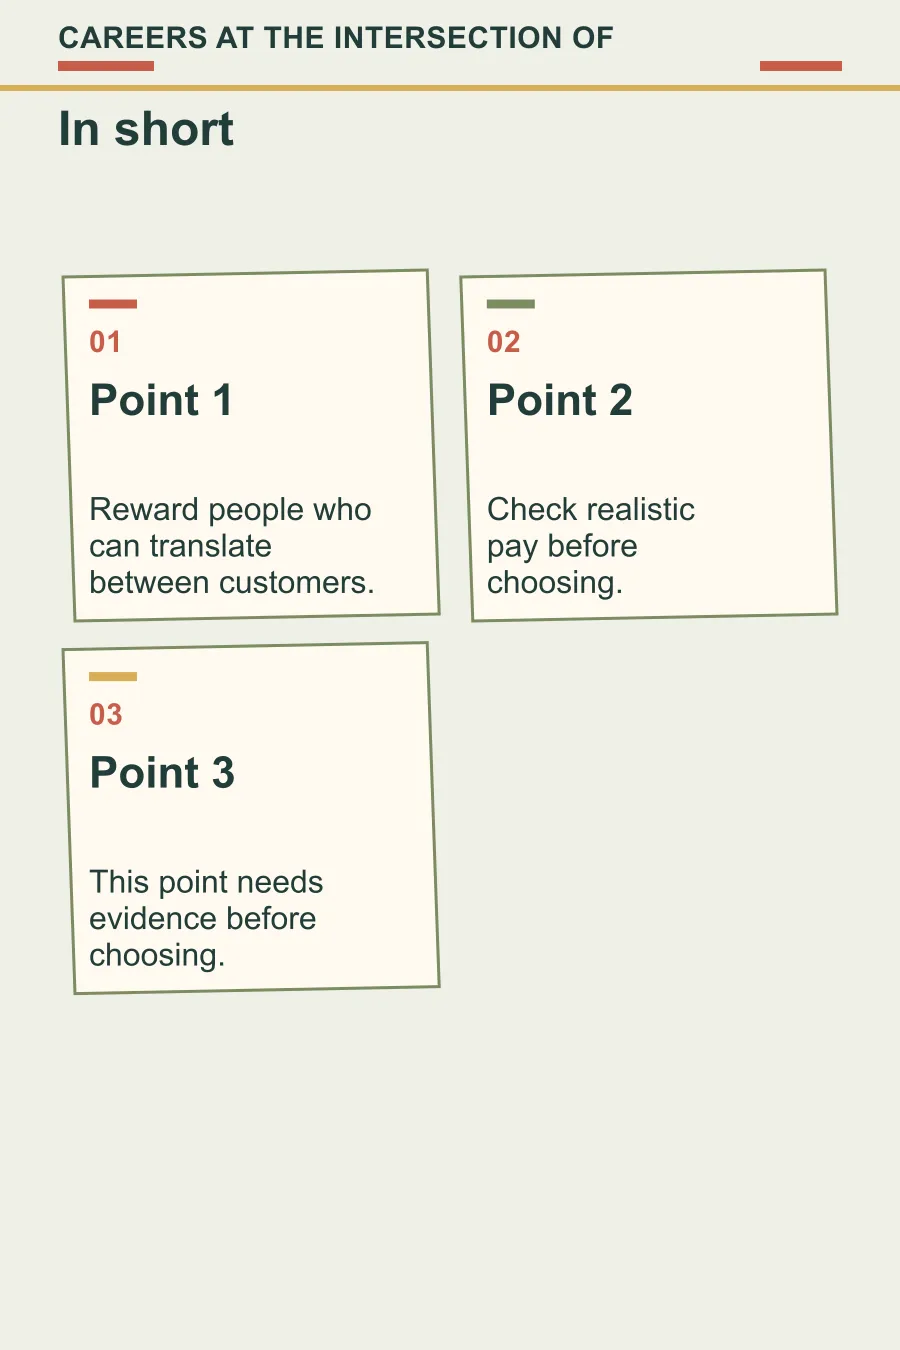 CAREERS AT THE INTERSECTION OF
In short
01
Point 1
Reward people who
can translate
between customers.
02
Point 2
Check realistic
pay before
choosing.
03
Point 3
This point needs
evidence before
choosing.